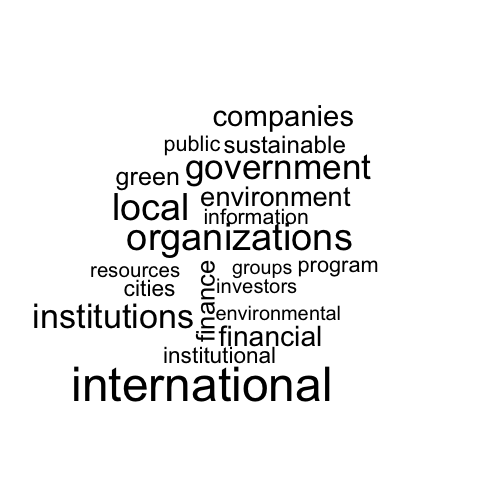 companies
public sustainable
government
green
environment
local
information
organizations
resources groups program
cities
investors
finance
institutions
environmental
financial
institutional
international